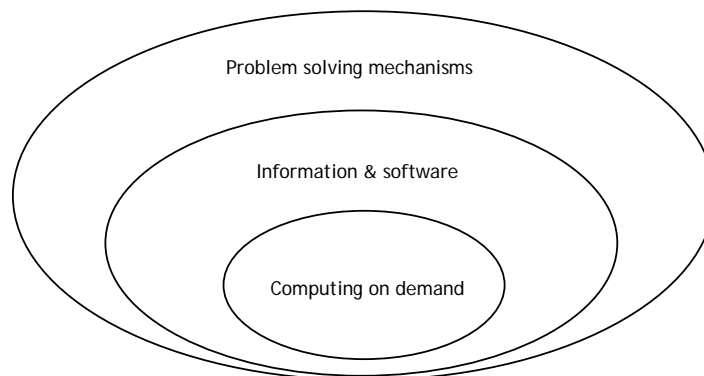 Problem solving mechanisms
Information & software
Computing on demand